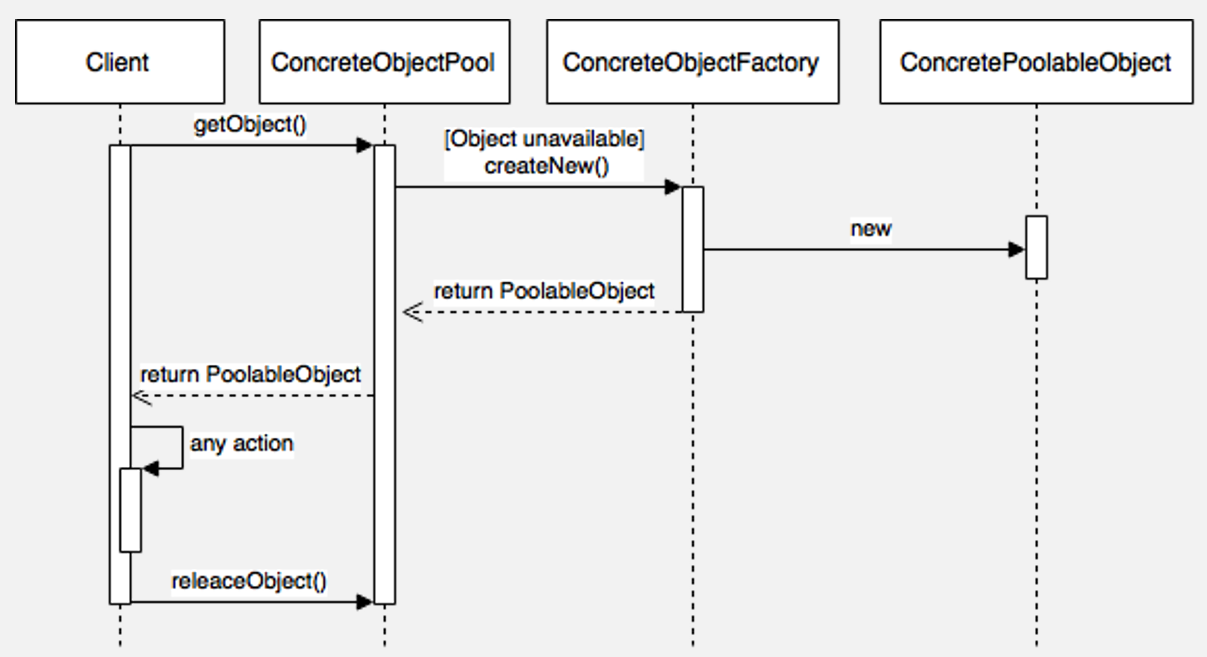 Client
ConcreteObjectPool
ConcreteObjectFactory
ConcretePoolableObject
getObject()
[Object unavailable]
createNew()
new
return PoolableObject
return PoolableObject
any action
releaceObject()